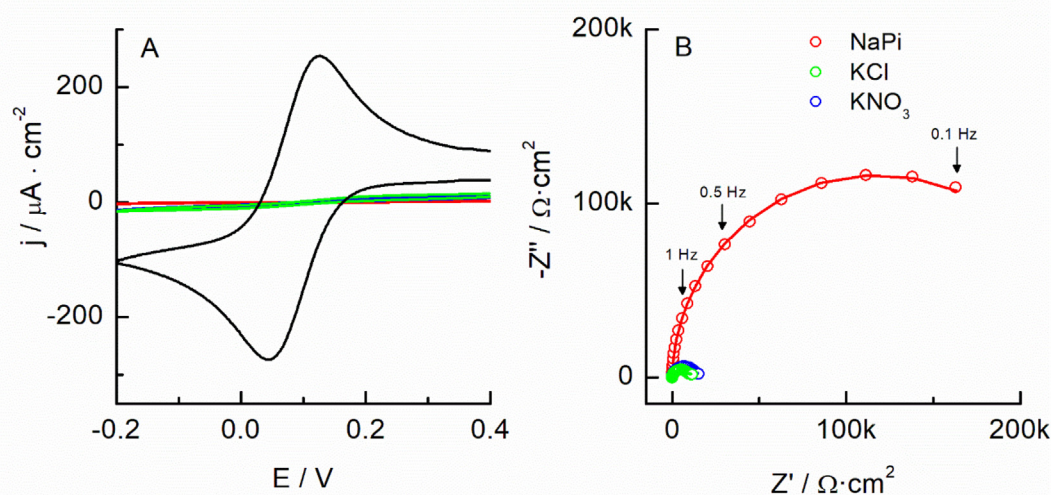 A
j / μA · cm⁻²
200
0
-200
-0.2
0.0
0.2
0.4
E / V
B
NaPi
KCl
KNO₃
-Z'' / Ω·cm²
200k
100k
0
0.1 Hz
0.5 Hz
1 Hz
0
100k
200k
Z' / Ω·cm²